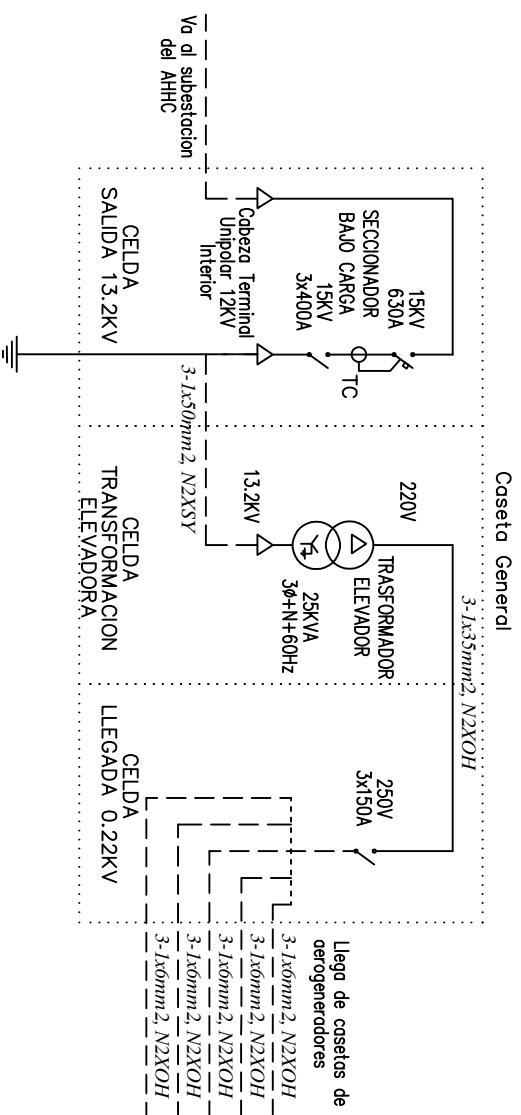 Caseta General
Va al subestacion
del AHHC
15KV
630A
SECCIONADOR
BAJO CARGA
TC
15KV
3x400A
Cabeza Terminal
Unipolar 12KV
Interior
CELDA
SALIDA 13.2KV
3-1x50mm2, N2XSY
220V
TRASFORMADOR
ELEVADOR
25KVA
3Ø+N+60Hz
13.2KV
CELDA
TRANSFORMACION
ELEVADORA
3-1x35mm2, N2XOH
250V
3x150A
CELDA
LLEGADA 0.22KV
Llega de casetas de
aerogeneradores
3-1x6mm2, N2XOH
3-1x6mm2, N2XOH
3-1x6mm2, N2XOH
3-1x6mm2, N2XOH
3-1x6mm2, N2XOH